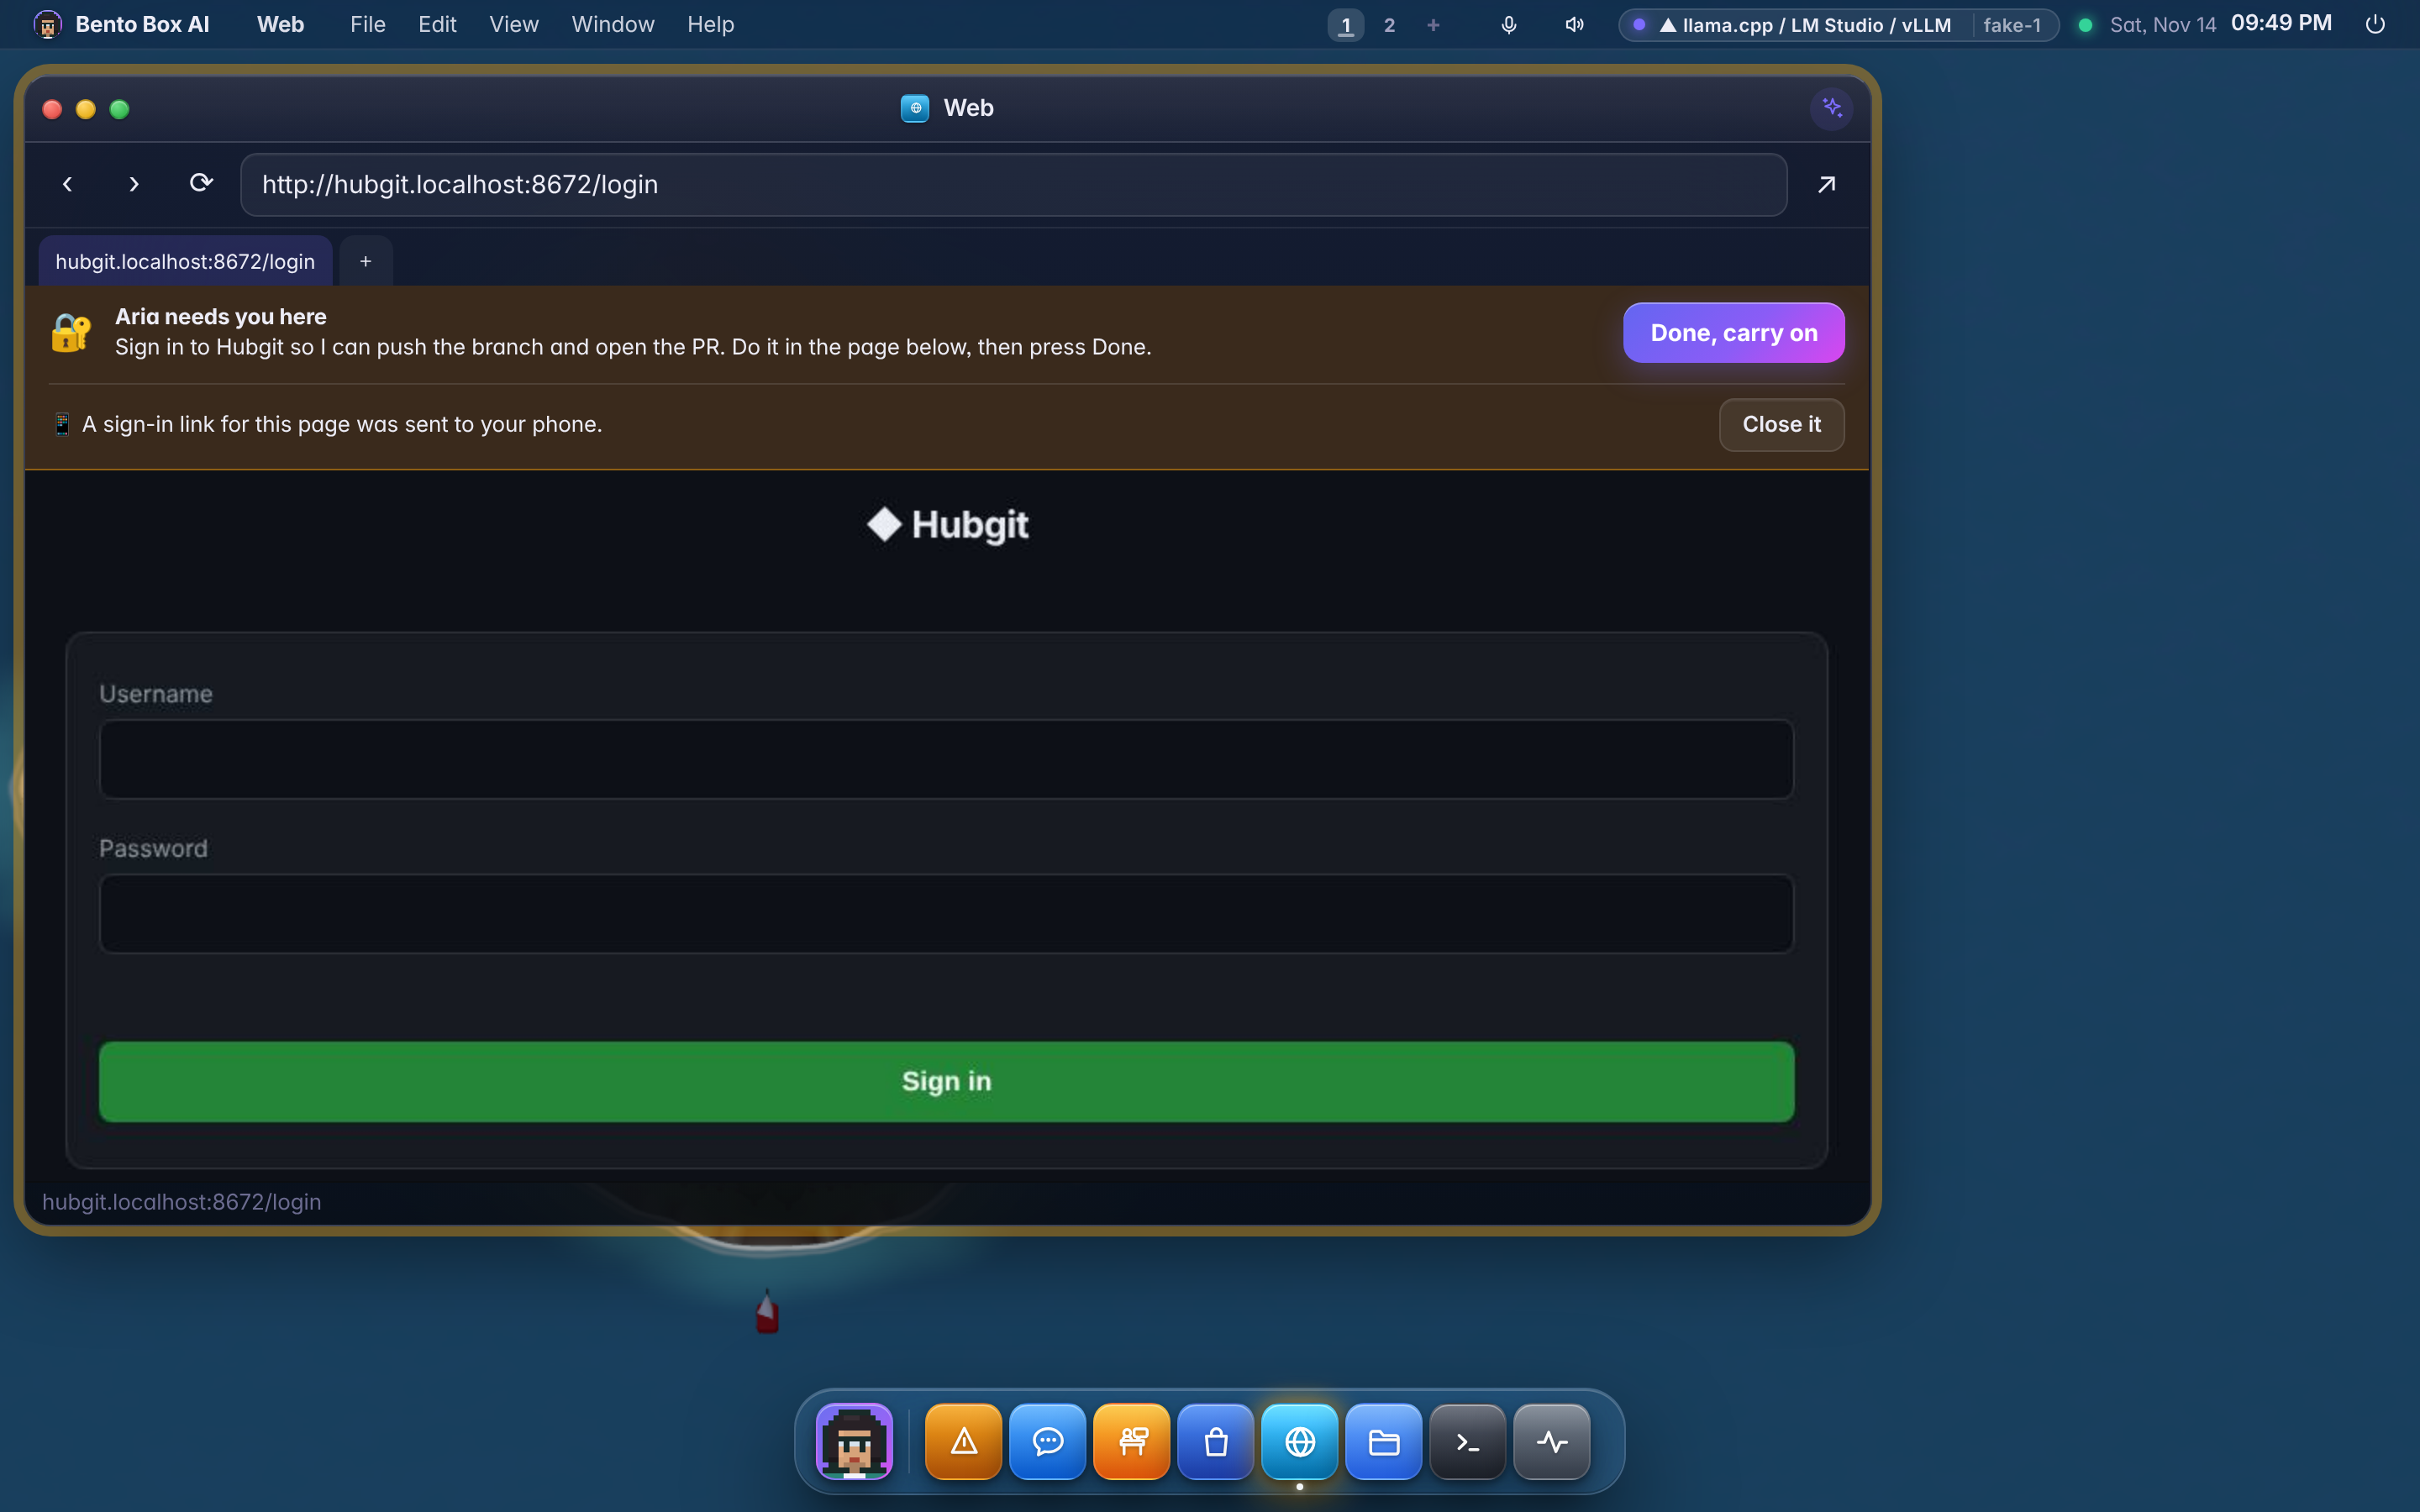 Bento Box AI Web File Edit View Window Help 1 2 + ▲ llama.cpp / LM Studio / vLLM fake-1 Sat, Nov 14 09:49 PM
Web
http://hubgit.localhost:8672/login
hubgit.localhost:8672/login +
Aria needs you here
Sign in to Hubgit so I can push the branch and open the PR. Do it in the page below, then press Done.
Done, carry on
A sign-in link for this page was sent to your phone.
Close it
Hubgit
Username
Password
Sign in
hubgit.localhost:8672/login